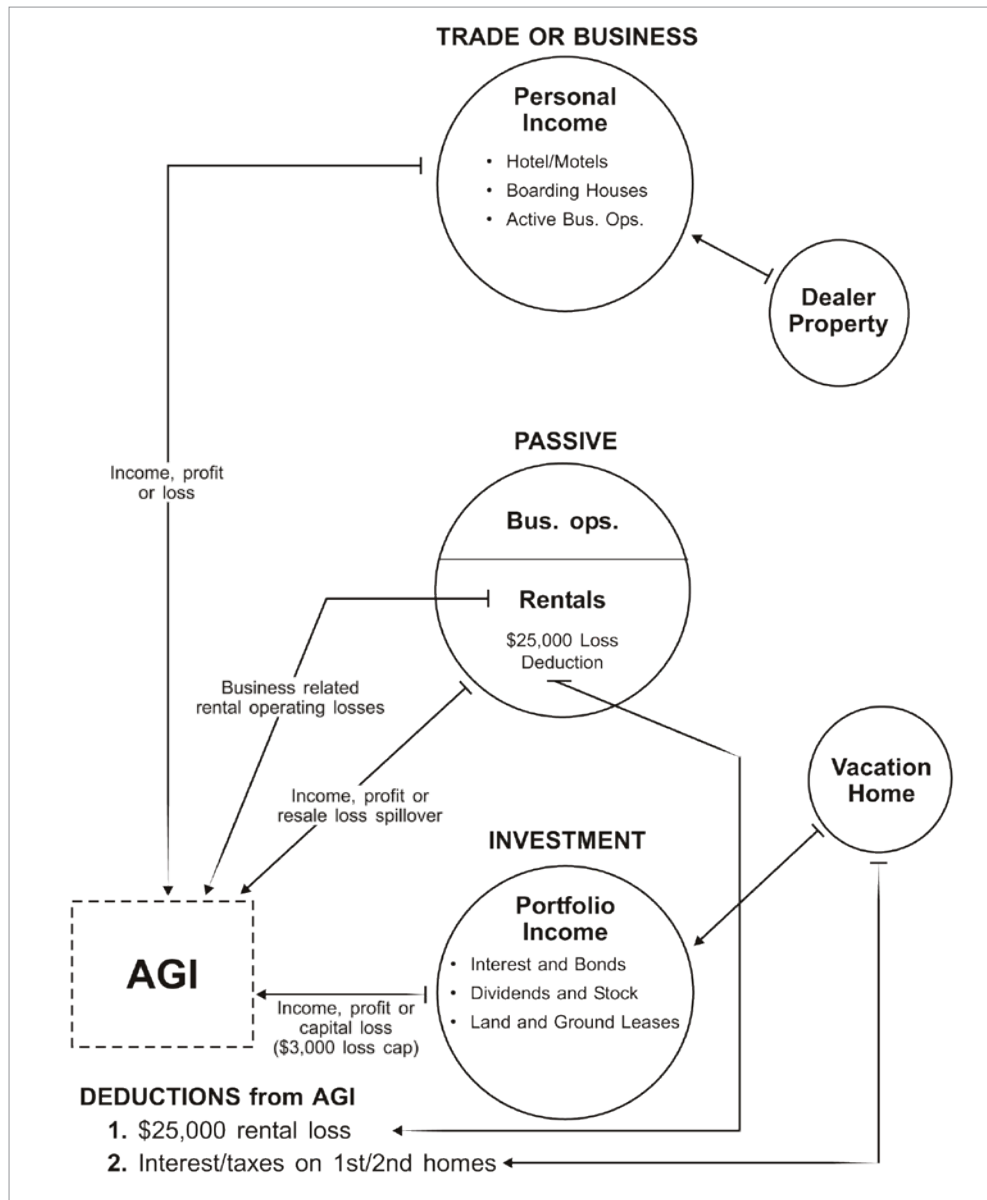 TRADE OR BUSINESS
Personal
Income
• Hotel/Motels
• Boarding Houses
• Active Bus. Ops.
Dealer
Property
Income, profit
or loss
PASSIVE
Bus. ops.
Rentals
$25,000 Loss
Deduction
Business related
rental operating losses
Income, profit or
resale loss spillover
Vacation
Home
INVESTMENT
Portfolio
Income
• Interest and Bonds
• Dividends and Stock
• Land and Ground Leases
AGI
Income, profit or
capital loss
($3,000 loss cap)
DEDUCTIONS from AGI
1. $25,000 rental loss
2. Interest/taxes on 1st/2nd homes